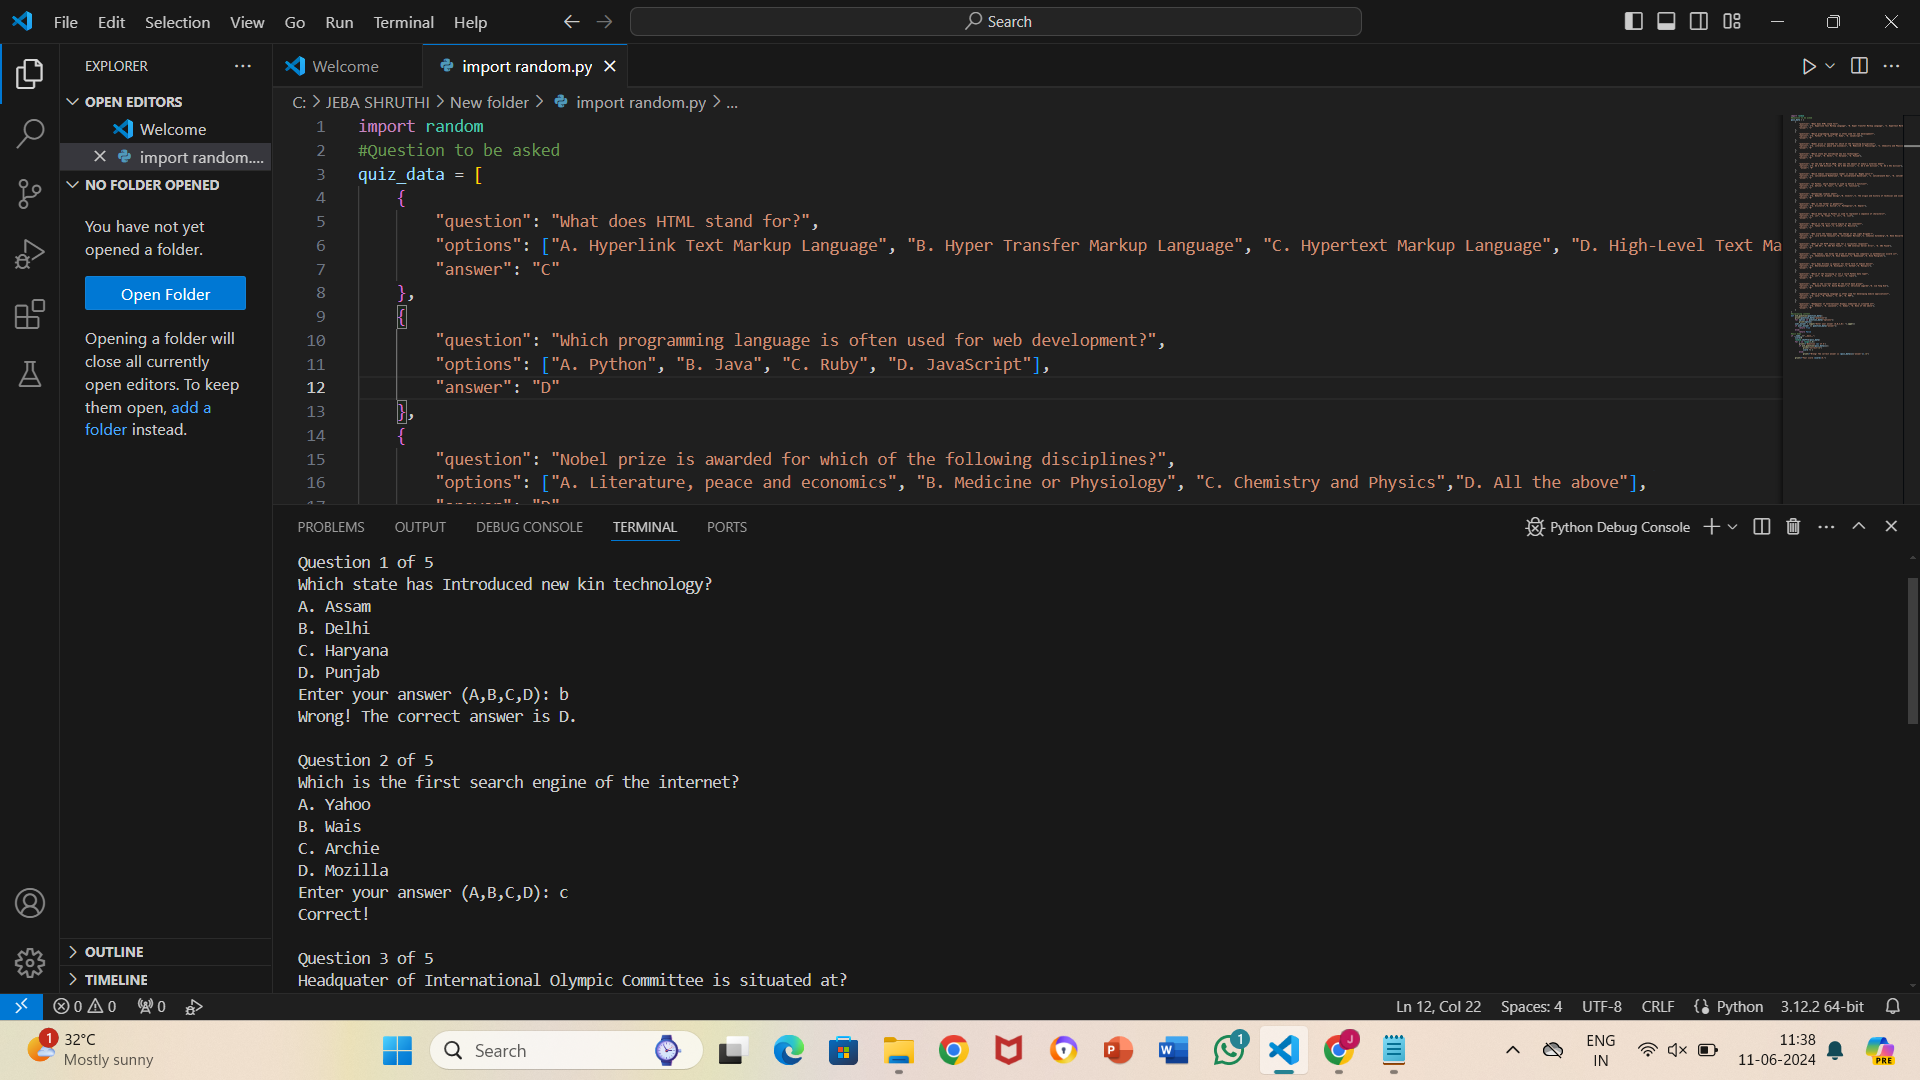 File Edit Selection View Go Run Terminal Help
Search
EXPLORER
OPEN EDITORS
Welcome
import random....
NO FOLDER OPENED
You have not yet
opened a folder.
Open Folder
Opening a folder will
close all currently
open editors. To keep
them open, add a
folder instead.
OUTLINE
TIMELINE
Welcome
import random.py
C: > JEBA SHRUTHI > New folder > import random.py > ...
1 import random
2 #Question to be asked
3 quiz_data = [
4 {
5 "question": "What does HTML stand for?",
6 "options": ["A. Hyperlink Text Markup Language", "B. Hyper Transfer Markup Language", "C. Hypertext Markup Language", "D. High-Level Text Ma
7 "answer": "C"
8 },
9 {
10 "question": "Which programming language is often used for web development?",
11 "options": ["A. Python", "B. Java", "C. Ruby", "D. JavaScript"],
12 "answer": "D"
13 },
14 {
15 "question": "Nobel prize is awarded for which of the following disciplines?",
16 "options": ["A. Literature, peace and economics", "B. Medicine or Physiology", "C. Chemistry and Physics","D. All the above"],
PROBLEMS OUTPUT DEBUG CONSOLE TERMINAL PORTS
Python Debug Console
Question 1 of 5
Which state has Introduced new kin technology?
A. Assam
B. Delhi
C. Haryana
D. Punjab
Enter your answer (A,B,C,D): b
Wrong! The correct answer is D.
Question 2 of 5
Which is the first search engine of the internet?
A. Yahoo
B. Wais
C. Archie
D. Mozilla
Enter your answer (A,B,C,D): c
Correct!
Question 3 of 5
Headquater of International Olympic Committee is situated at?
0 0 0
Ln 12, Col 22 Spaces: 4 UTF-8 CRLF Python 3.12.2 64-bit
1
32°C
Mostly sunny
Search
1
J
ENG
IN
11:38
11-06-2024
PRE